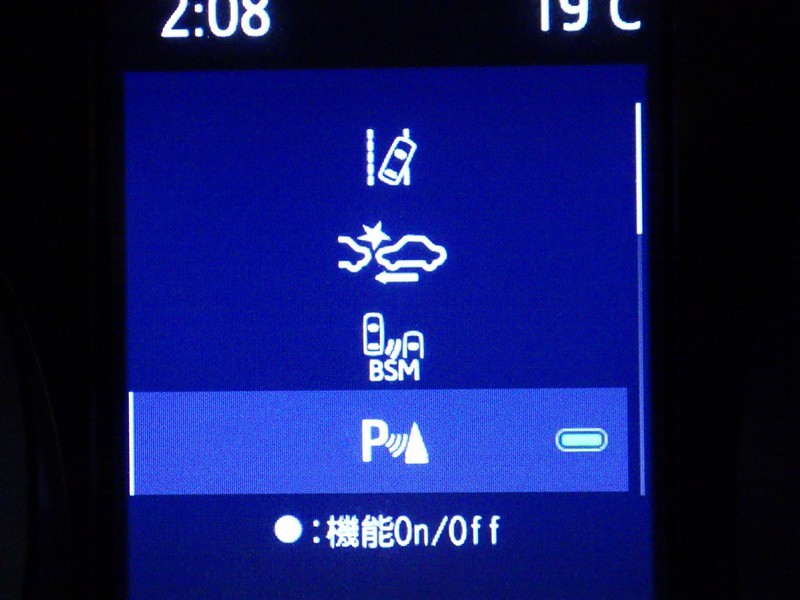 2:08 19℃
BSM
P
●:機能On/Off